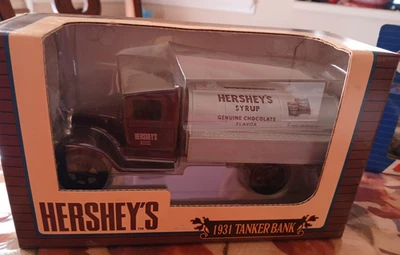 HERSHEY'S
SYRUP
GENUINE CHOCOLATE
FLAVOR
HERSHEY'S
HERSHEY'S
1931 TANKER BANK